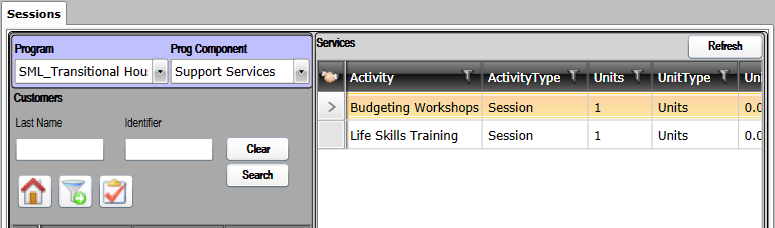 Sessions
Program Prog Component
SML_Transitional Hou Support Services
Customers
Last Name Identifier
Clear
Search
Services Refresh
Activity ActivityType Units UnitType Un
Budgeting Workshops Session 1 Units 0.0
Life Skills Training Session 1 Units 0.0